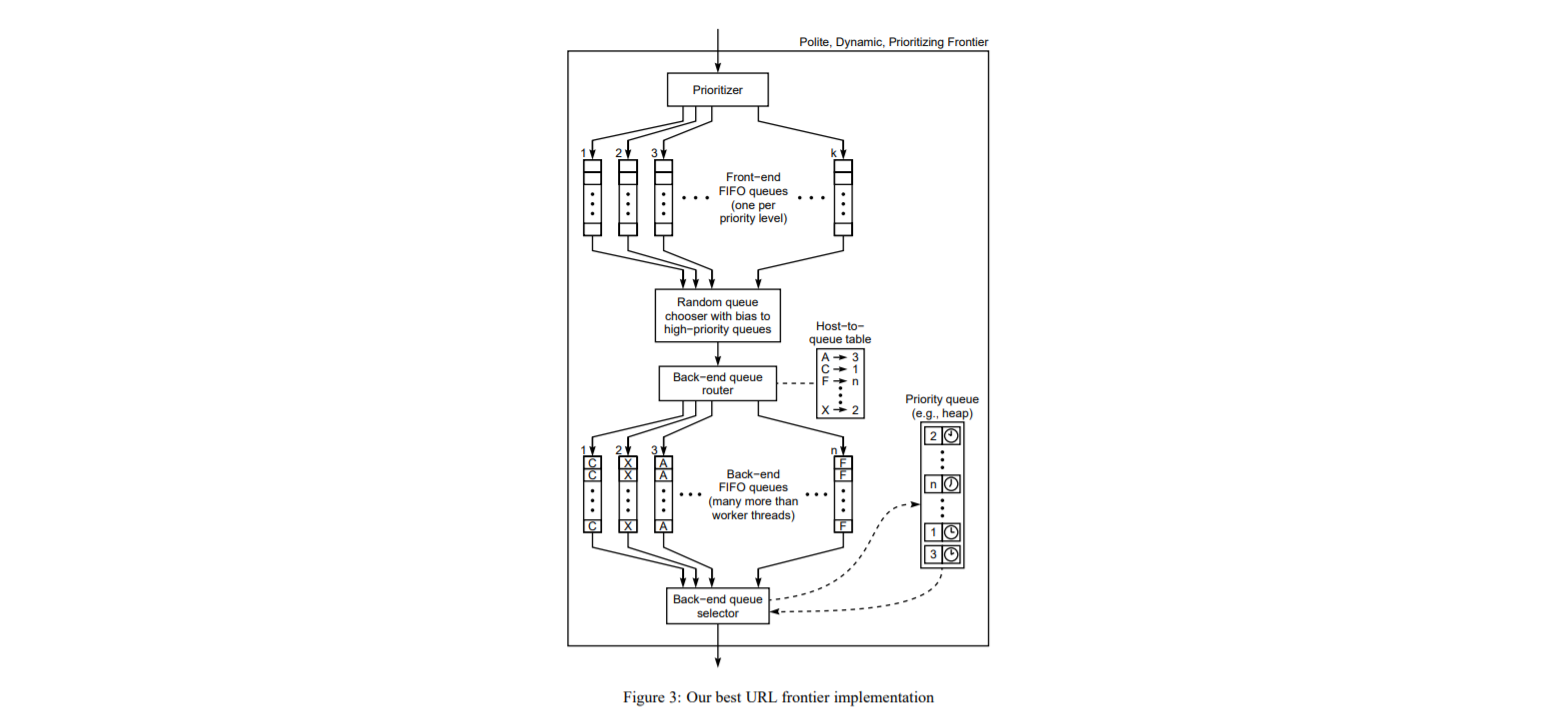 Polite, Dynamic, Prioritizing Frontier
Prioritizer
1
2
3
k
Front−end
FIFO queues
(one per
priority level)
Random queue
chooser with bias to
high−priority queues
Host−to−
queue table
A 3
C 1
F n
X 2
Back−end queue
router
Priority queue
(e.g., heap)
2
n
1
3
1
2
3
n
C X A F
C X A F
Back−end
FIFO queues
(many more than
worker threads)
C X A F
Back−end queue
selector
Figure 3: Our best URL frontier implementation